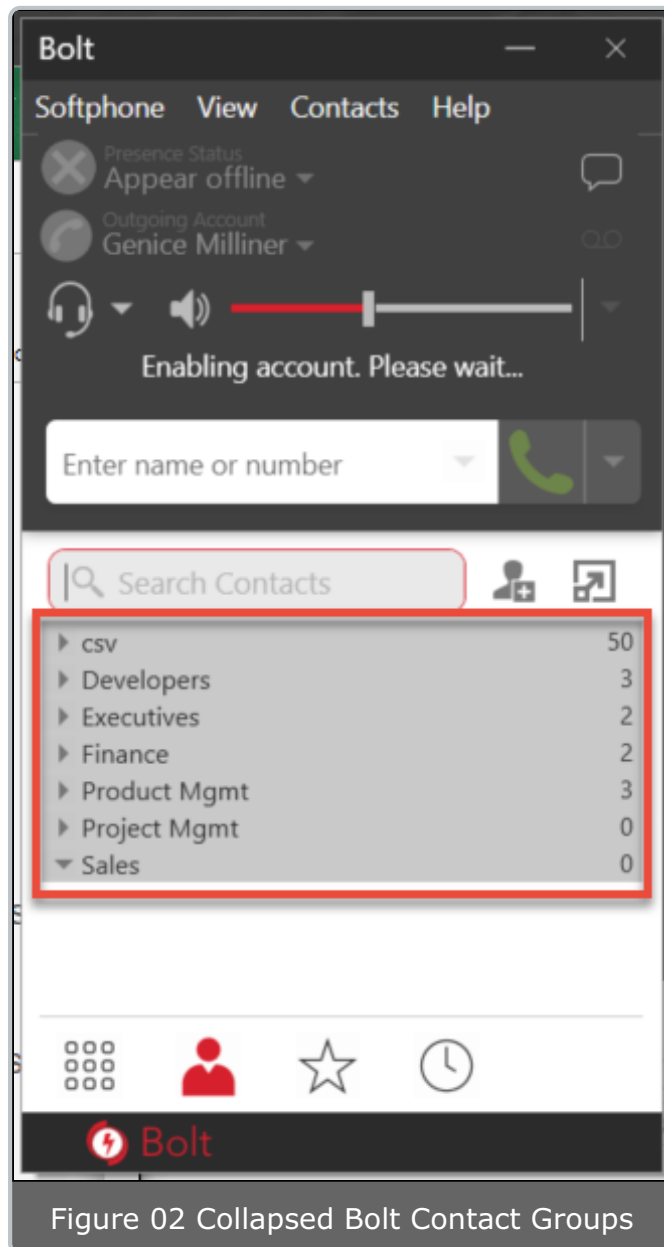 Bolt
Softphone View Contacts Help
Presence Status
Appear offline
Outgoing Account
Genice Milliner
Enabling account. Please wait...
Enter name or number
Search Contacts
csv 50
Developers 3
Executives 2
Finance 2
Product Mgmt 3
Project Mgmt 0
Sales 0
Bolt
Figure 02 Collapsed Bolt Contact Groups